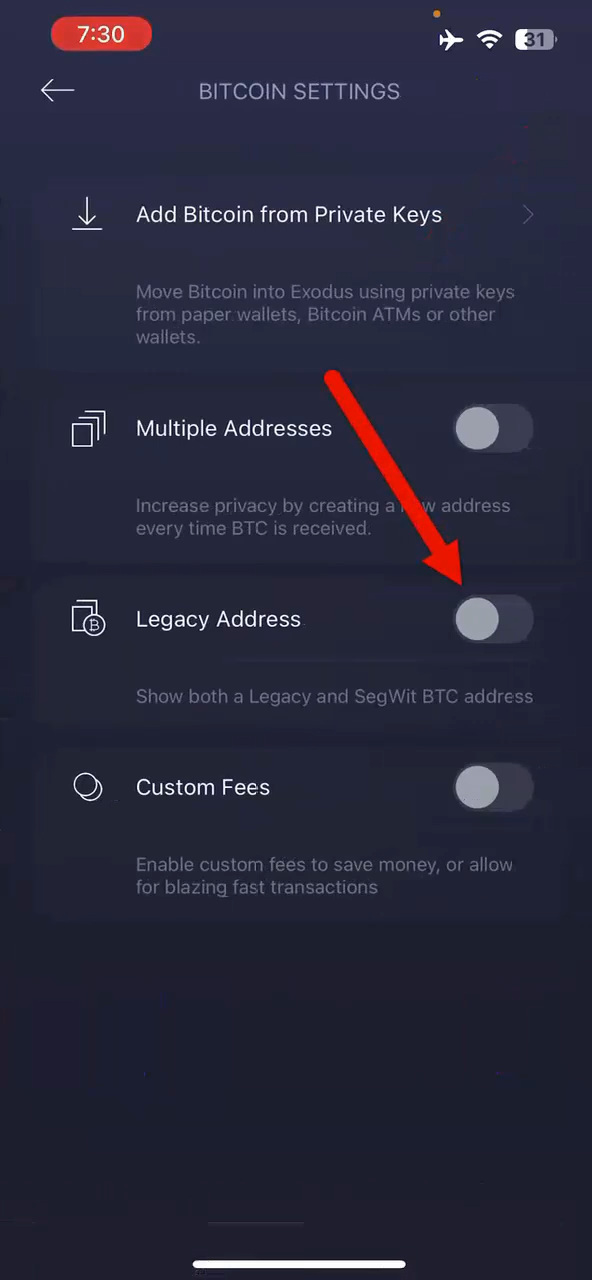 7:30
31
BITCOIN SETTINGS
Add Bitcoin from Private Keys
Move Bitcoin into Exodus using private keys
from paper wallets, Bitcoin ATMs or other
wallets.
Multiple Addresses
Increase privacy by creating a new address
every time BTC is received.
Legacy Address
Show both a Legacy and SegWit BTC address
Custom Fees
Enable custom fees to save money, or allow
for blazing fast transactions